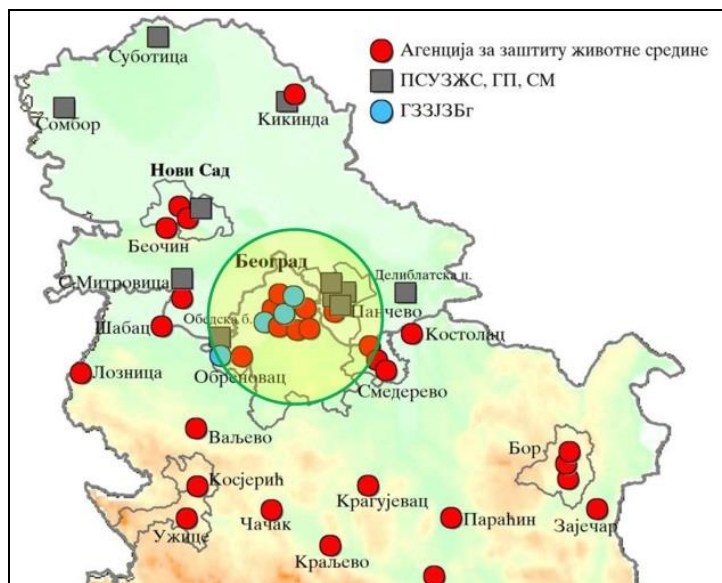 Суботица
Агенција за заштиту животне средине
ПСУЗЖС, ГП, СМ
ГЗЗЈЗБг
Сомбор
Кикинда
Нови Сад
Беочин
Београд
С.Митровица
Делиблатска п.
Панчево
Обедска б.
Шабац
Костолац
Обреновац
Лозница
Смедерево
Ваљево
Бор
Косјерић
Крагујевац
Чачак
Параћин
Зајечар
Ужице
Краљево